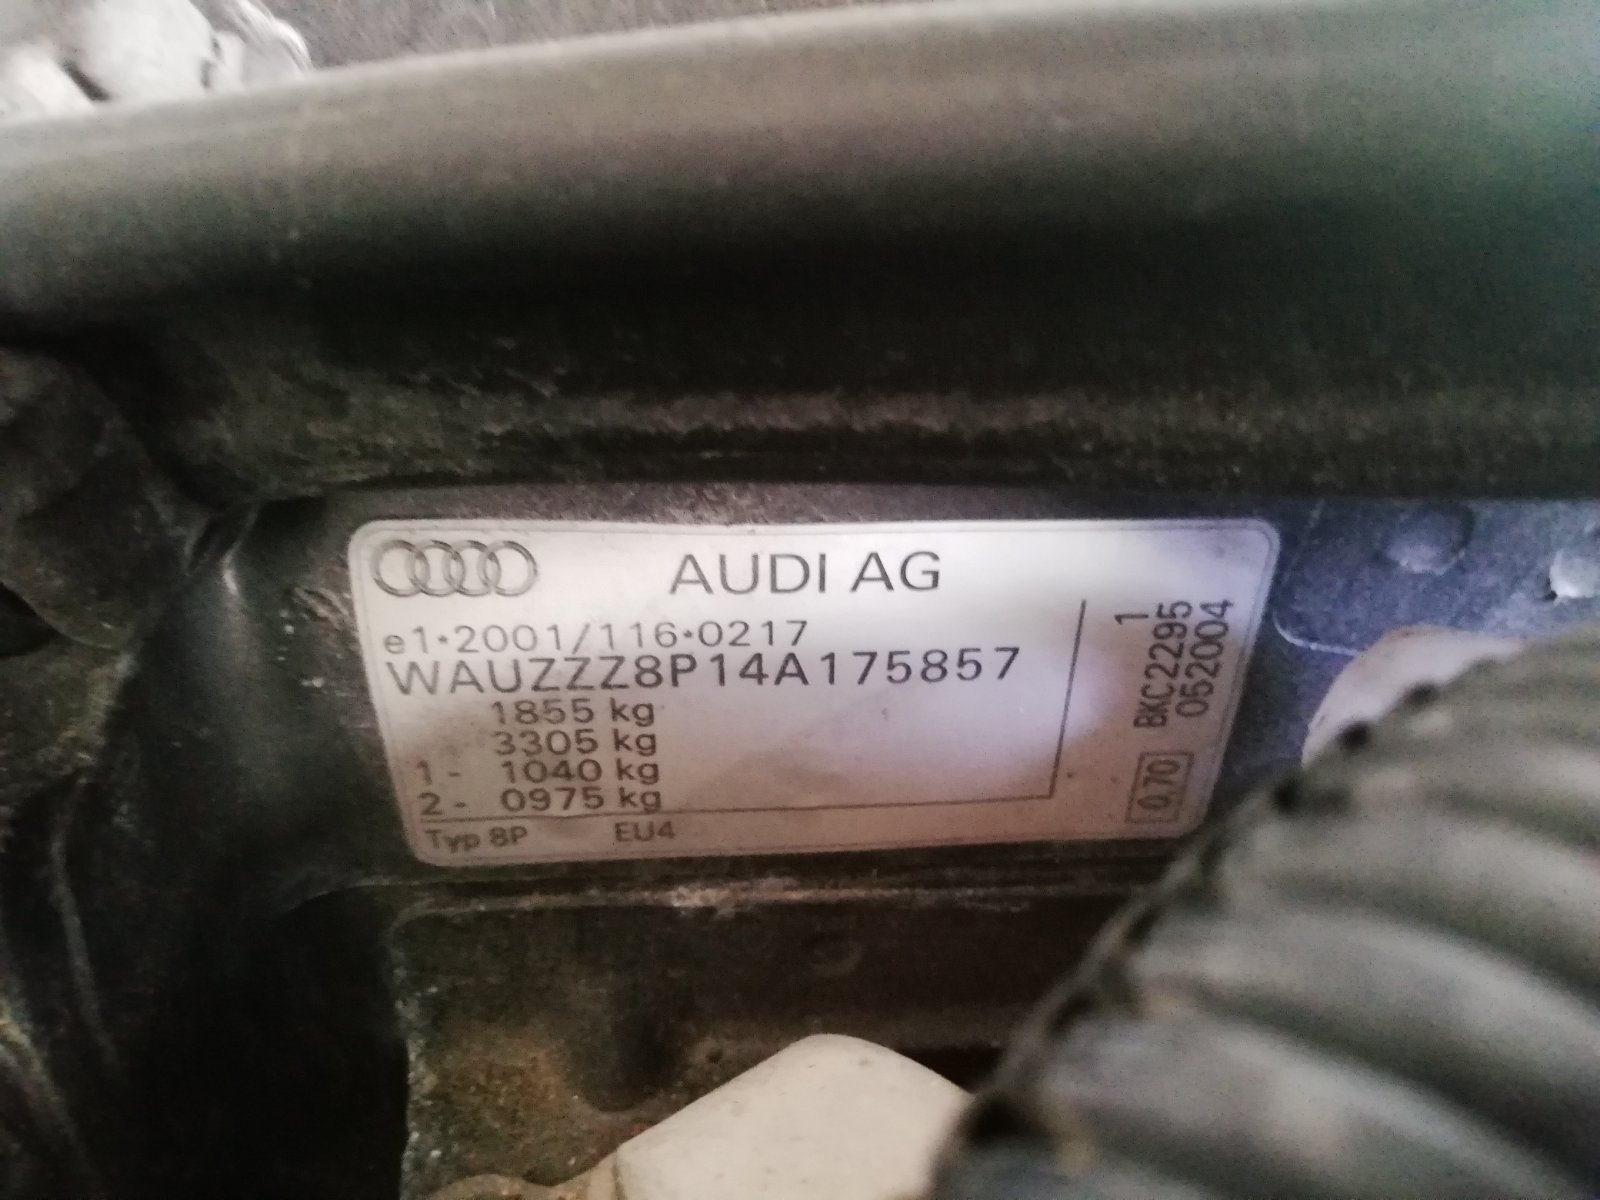 AUDI AG
e1*2001/116*0217
WAUZZZ8P14A175857
1855 kg
3305 kg
1 - 1040 kg
2 - 0975 kg
Typ 8P EU4
1
BKC2295
052004
0.70